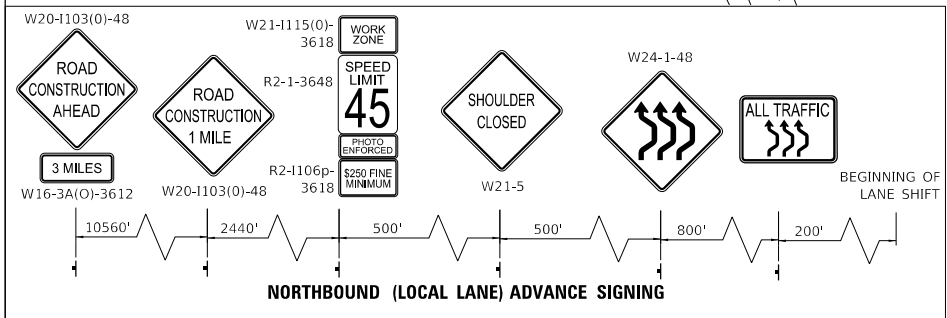 W20-I103(0)-48
ROAD
CONSTRUCTION
AHEAD
3 MILES
W16-3A(O)-3612
ROAD
CONSTRUCTION
1 MILE
W20-I103(0)-48
W21-I115(0)-
3618
WORK
ZONE
R2-1-3648
SPEED
LIMIT
45
PHOTO
ENFORCED
R2-I106p-
3618
$250 FINE
MINIMUM
SHOULDER
CLOSED
W21-5
W24-1-48
ALL TRAFFIC
BEGINNING OF
LANE SHIFT
10560'
2440'
500'
500'
800'
200'
NORTHBOUND (LOCAL LANE) ADVANCE SIGNING